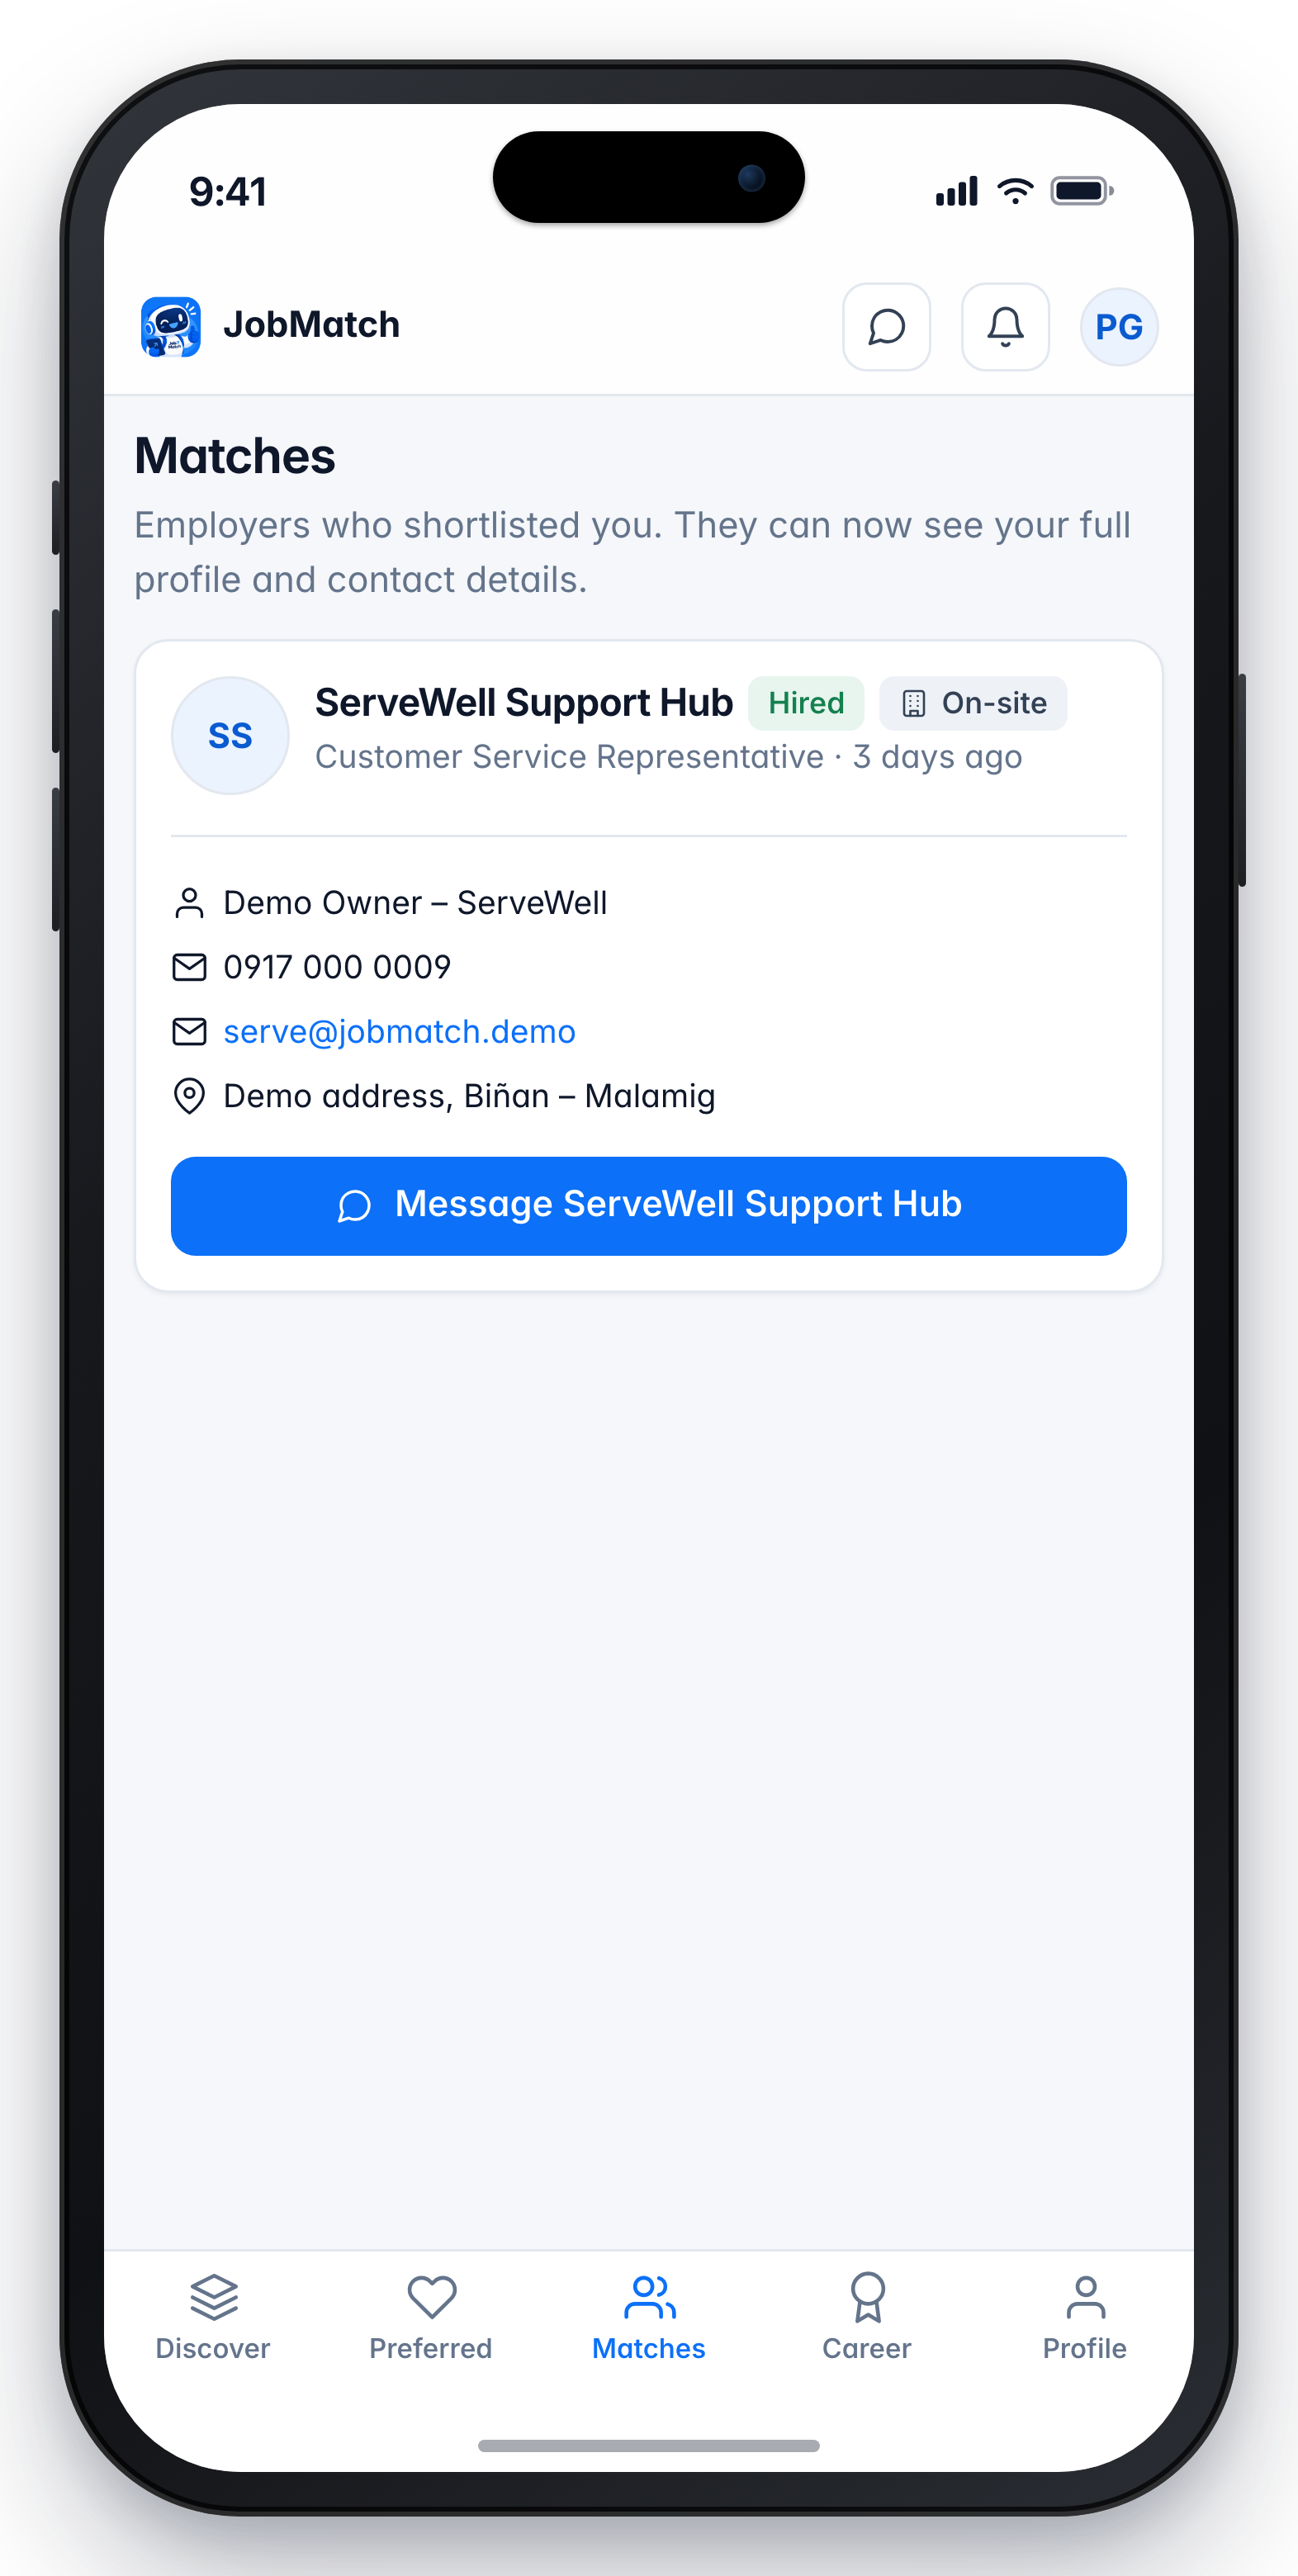 9:41
JobMatch
PG
Matches
Employers who shortlisted you. They can now see your full
profile and contact details.
SS
ServeWell Support Hub Hired On-site
Customer Service Representative · 3 days ago
Demo Owner – ServeWell
0917 000 0009
serve@jobmatch.demo
Demo address, Biñan – Malamig
Message ServeWell Support Hub
Discover Preferred Matches Career Profile